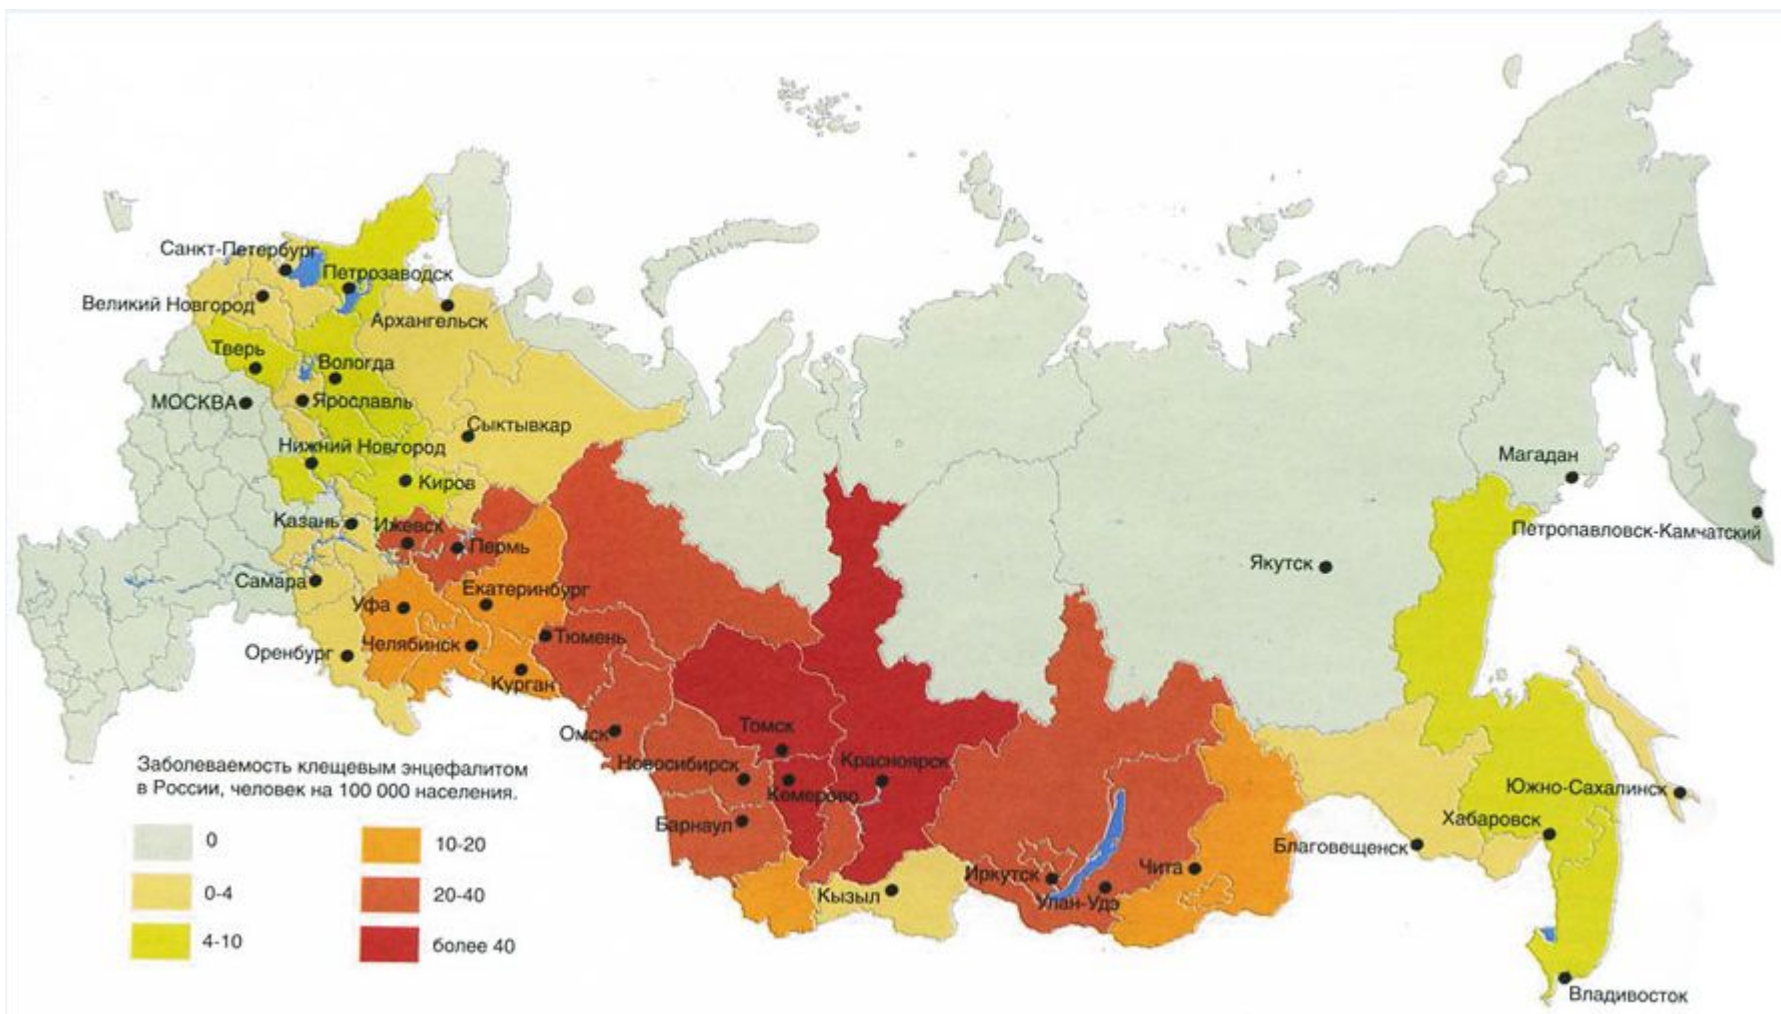 Санкт-Петербург
Петрозаводск
Великий Новгород
Архангельск
Тверь
Вологда
МОСКВА
Ярославль
Сыктывкар
Нижний Новгород
Киров
Магадан
Казань
Ижевск
Петропавловск-Камчатский
Пермь
Якутск
Самара
Екатеринбург
Уфа
Тюмень
Челябинск
Оренбург
Курган
Омск
Томск
Новосибирск
Красноярск
Кемерово
Южно-Сахалинск
Барнаул
Хабаровск
Благовещенск
Чита
Иркутск
Кызыл
Улан-Удэ
Владивосток
Заболеваемость клещевым энцефалитом
в России, человек на 100 000 населения.
0
10-20
0-4
20-40
4-10
более 40